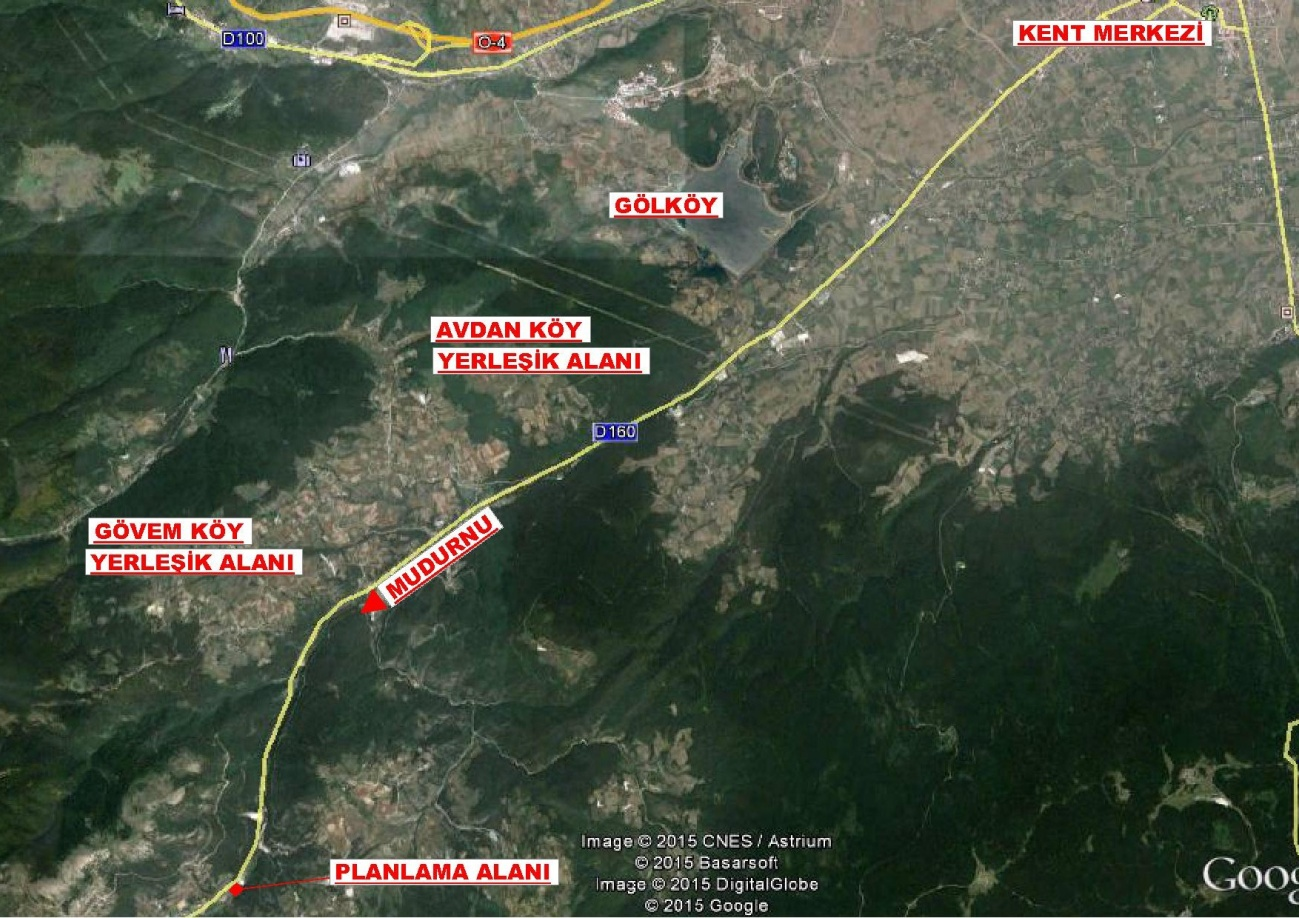 D100
O-4
KENT MERKEZİ
GÖLKÖY
AVDAN KÖY
YERLEŞİK ALANI
D160
GÖVEM KÖY
YERLEŞİK ALANI
MUDURNU
PLANLAMA ALANI
Image © 2015 CNES / Astrium
© 2015 Basarsoft
Image © 2015 DigitalGlobe
© 2015 Google
Goog